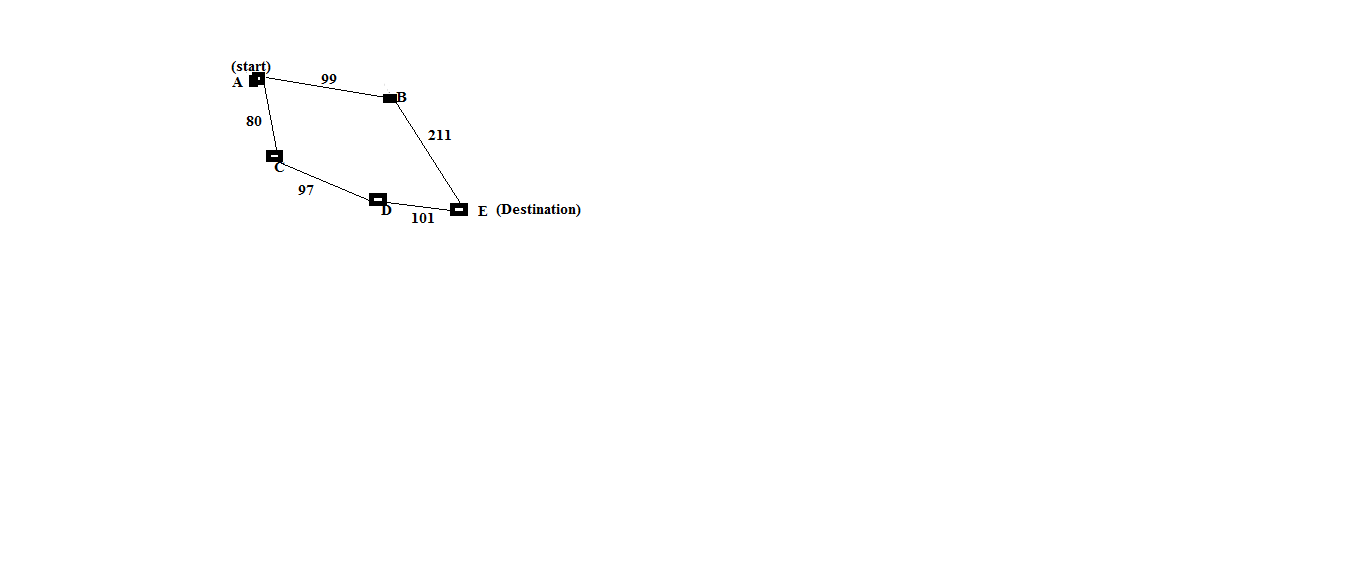 (start)
A
99
B
80
211
C
97
D
101
E (Destination)